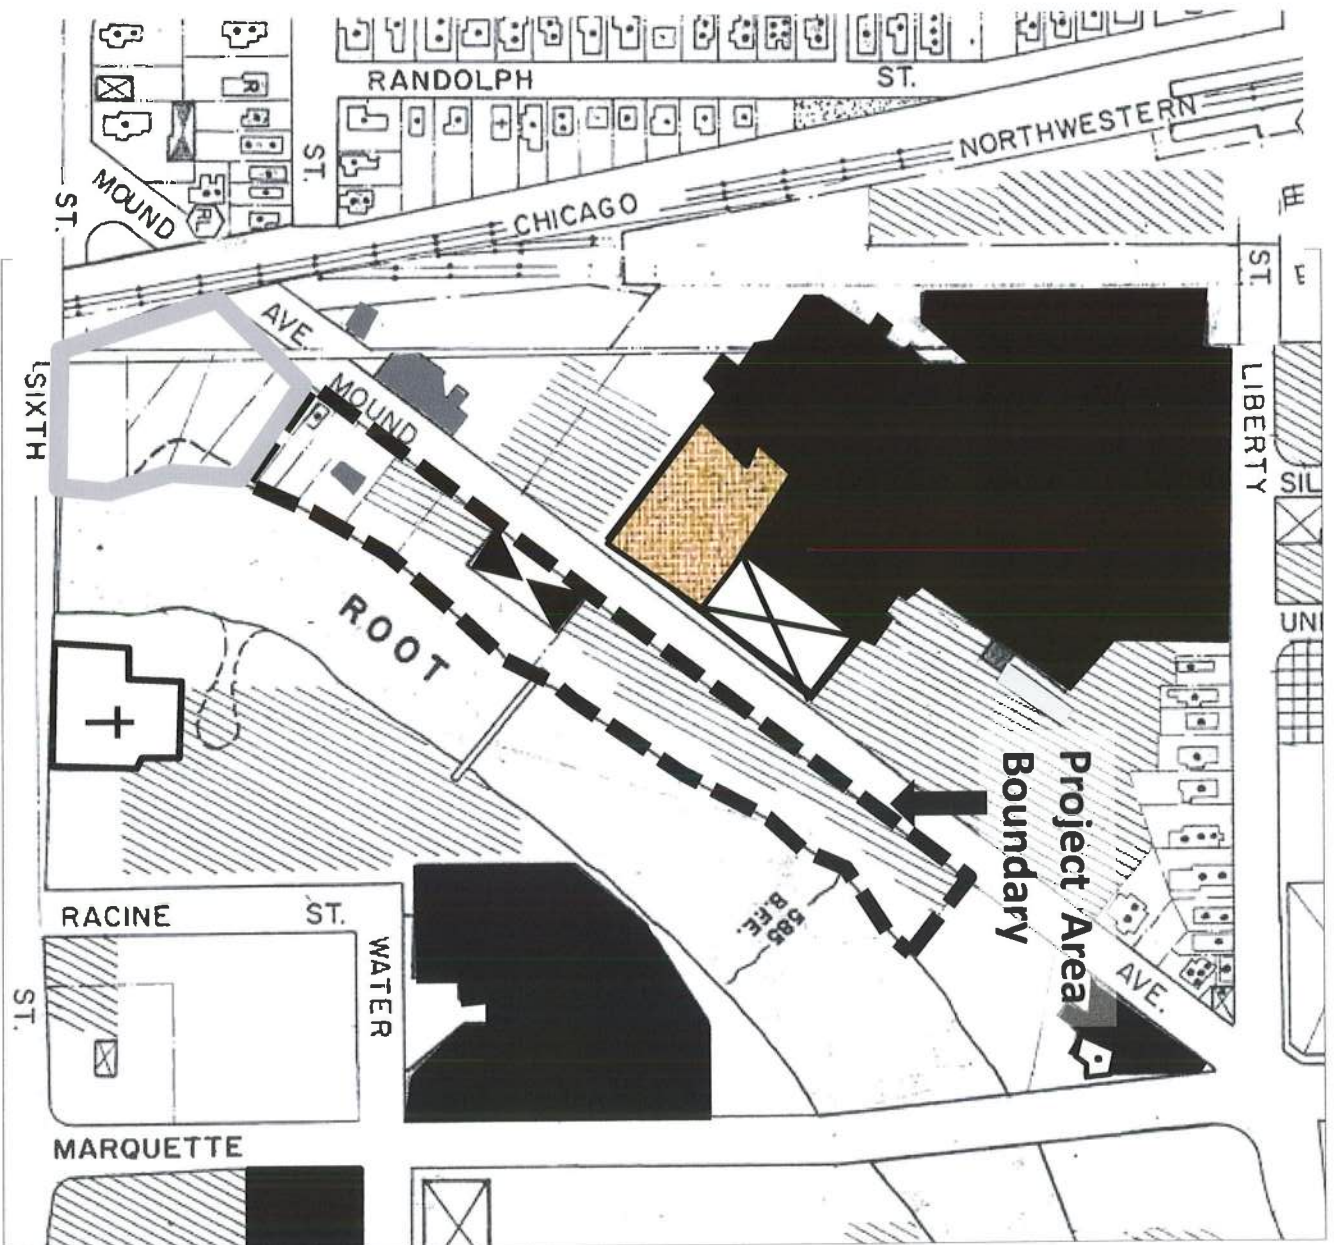 RANDOLPH ST.
NORTHWESTERN
CHICAGO
ST.
MOUND
ST.
ST.
AVE.
MOUND
SIXTH
LIBERTY
SIL
UNI
ROOT
Project Area
Boundary
AVE.
RACINE ST.
WATER
ST.
MARQUETTE